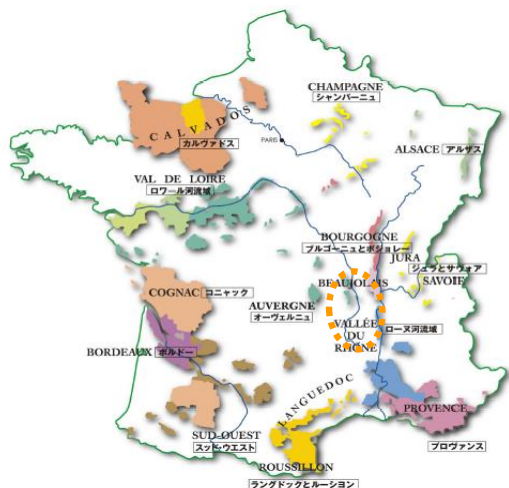 CHAMPAGNE
シャンパーニュ
CALVADOS
カルヴァドス
PARIS
ALSACE
アルザス
VAL DE LOIRE
ロワール河流域
BOURGOGNE
ブルゴーニュとボジョレー
JURA
ジュラとサヴォア
SAVOIE
BEAUJOLAIS
COGNAC
コニャック
AUVERGNE
オーヴェルニュ
VALLÉE
DU
RHÔNE
ローヌ河流域
BORDEAUX
ボルドー
LANGUEDOC
PROVENCE
プロヴァンス
SUD-OUEST
スッド・ウエスト
ROUSSILLON
ラングドックとルーション